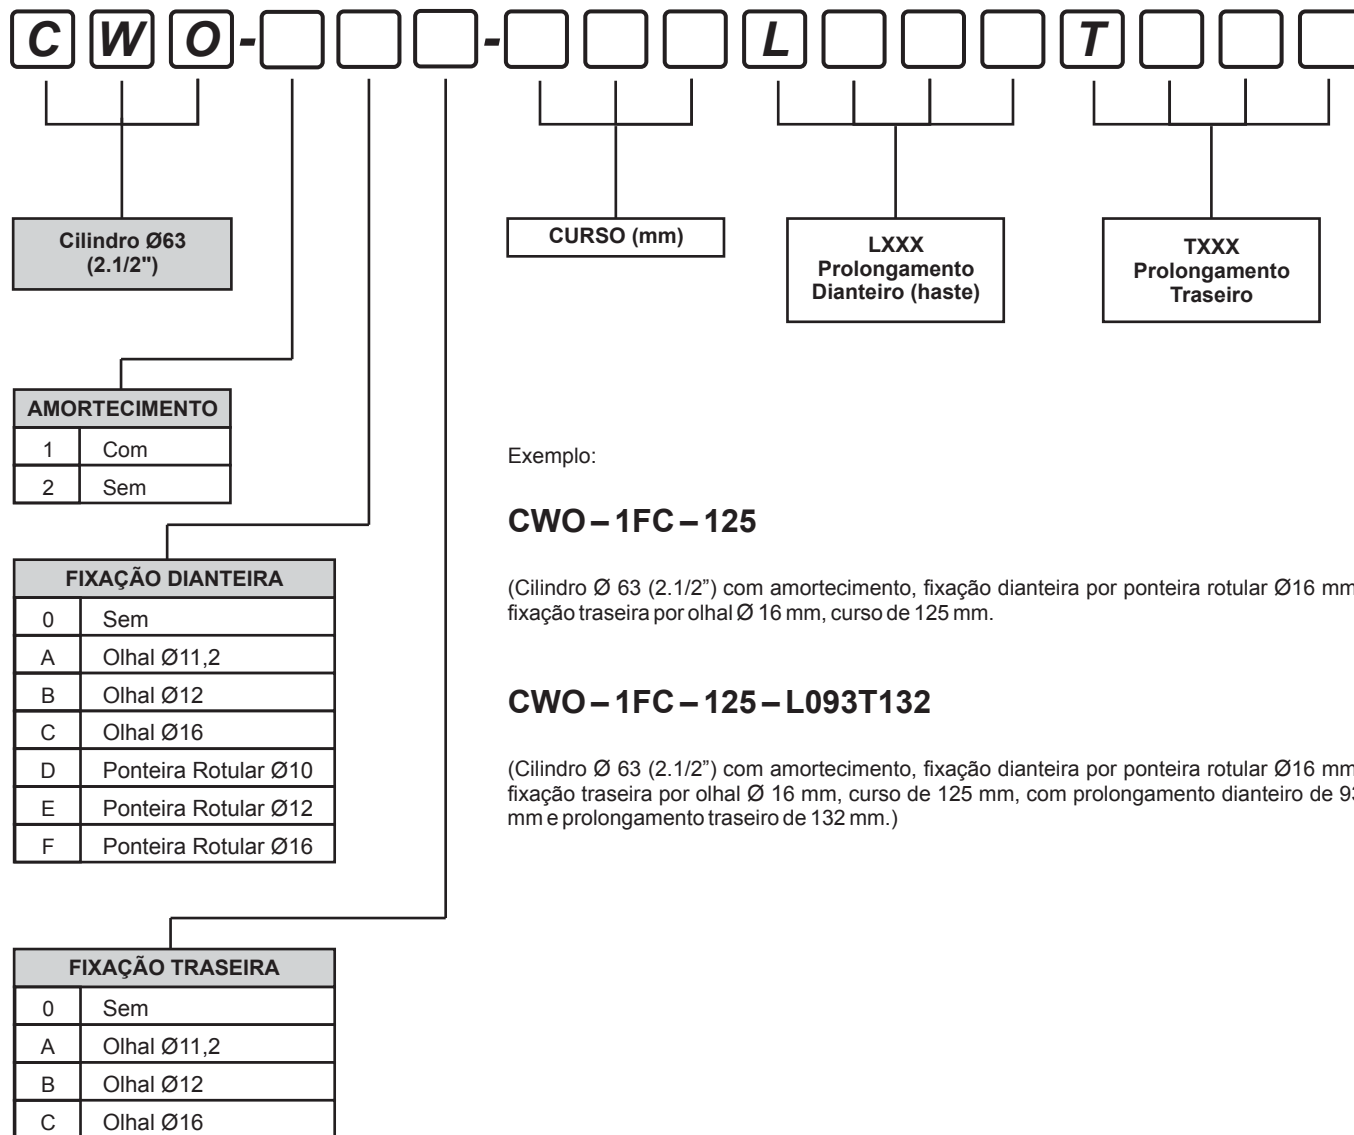 C W O - - L T
Cilindro Ø63
(2.1/2")
CURSO (mm)
LXXX
Prolongamento
Dianteiro (haste)
TXXX
Prolongamento
Traseiro
AMORTECIMENTO
1 Com
2 Sem
FIXAÇÃO DIANTEIRA
0 Sem
A Olhal Ø11,2
B Olhal Ø12
C Olhal Ø16
D Ponteira Rotular Ø10
E Ponteira Rotular Ø12
F Ponteira Rotular Ø16
FIXAÇÃO TRASEIRA
0 Sem
A Olhal Ø11,2
B Olhal Ø12
C Olhal Ø16
Exemplo:
CWO – 1FC – 125
(Cilindro Ø 63 (2.1/2”) com amortecimento, fixação dianteira por ponteira rotular Ø16 mm
fixação traseira por olhal Ø 16 mm, curso de 125 mm.
CWO – 1FC – 125 – L093T132
(Cilindro Ø 63 (2.1/2”) com amortecimento, fixação dianteira por ponteira rotular Ø16 mm
fixação traseira por olhal Ø 16 mm, curso de 125 mm, com prolongamento dianteiro de 93
mm e prolongamento traseiro de 132 mm.)